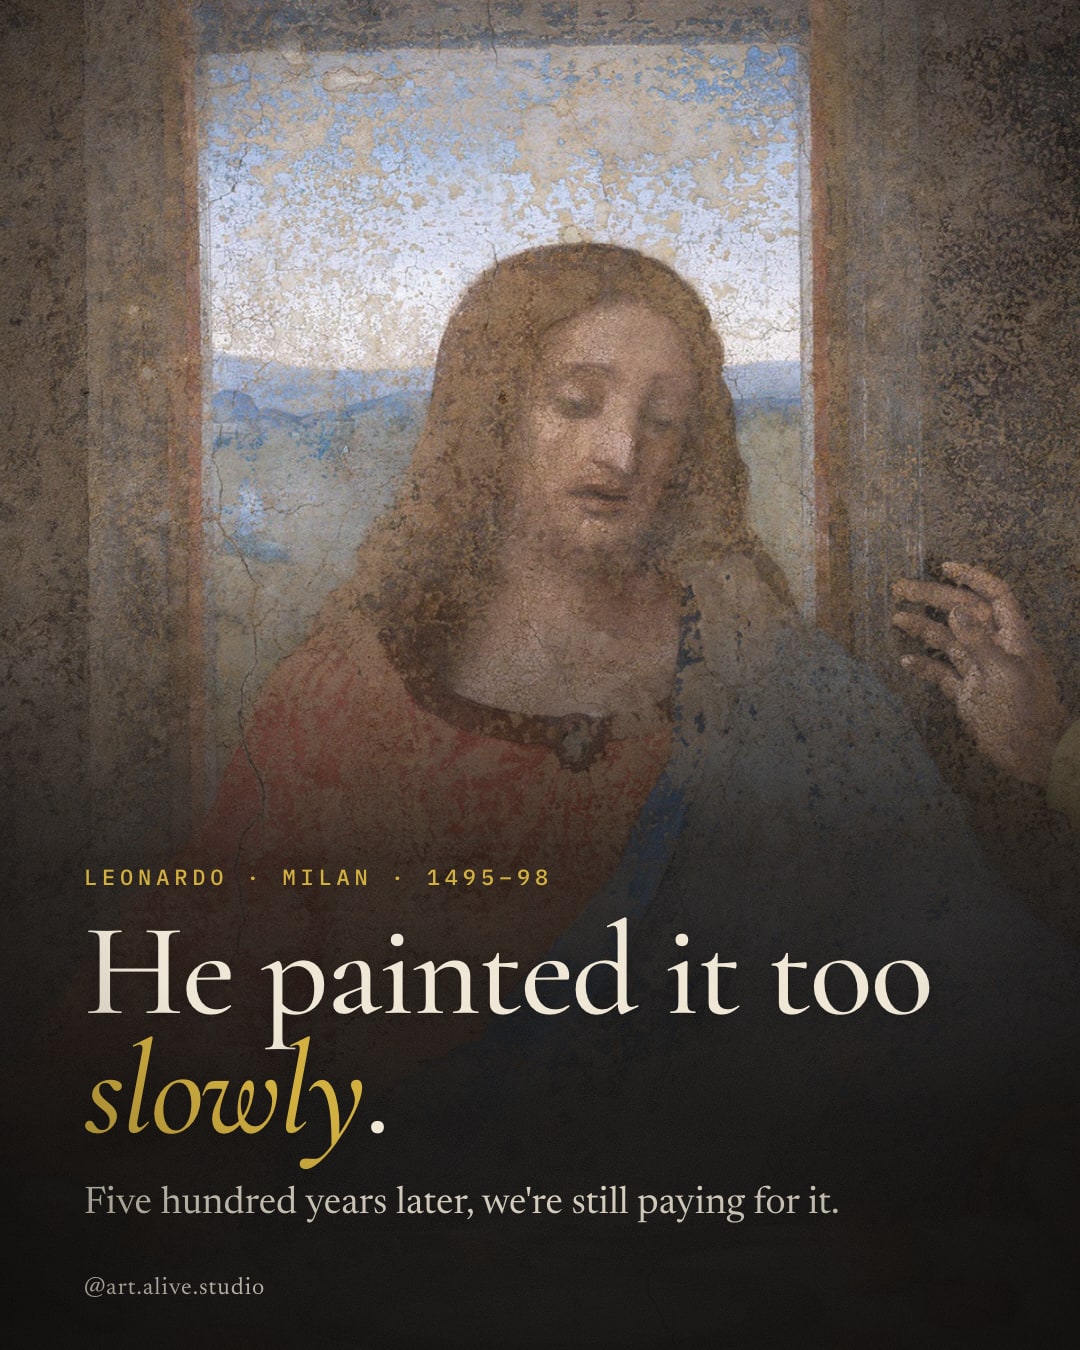 LEONARDO · MILAN · 1495–98
He painted it too
slowly.
Five hundred years later, we're still paying for it.
@art.alive.studio